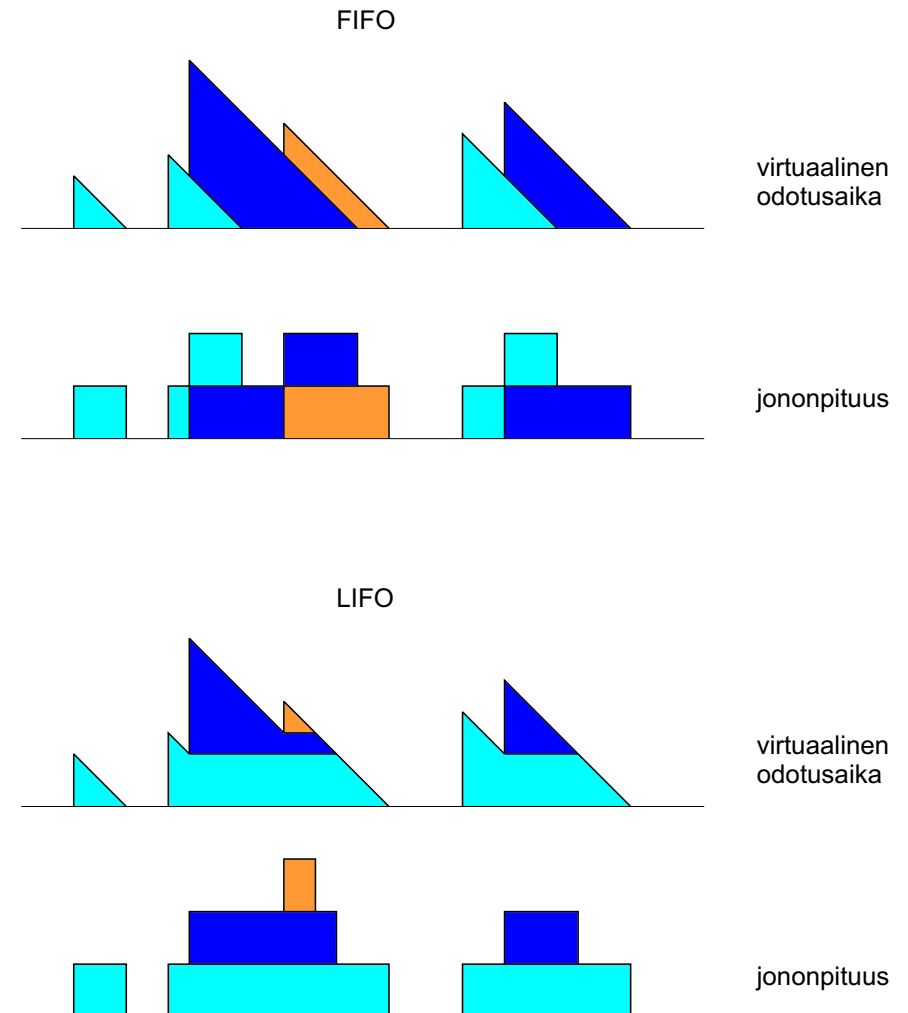 FIFO
virtuaalinen
odotusaika
jononpituus
LIFO
virtuaalinen
odotusaika
jononpituus